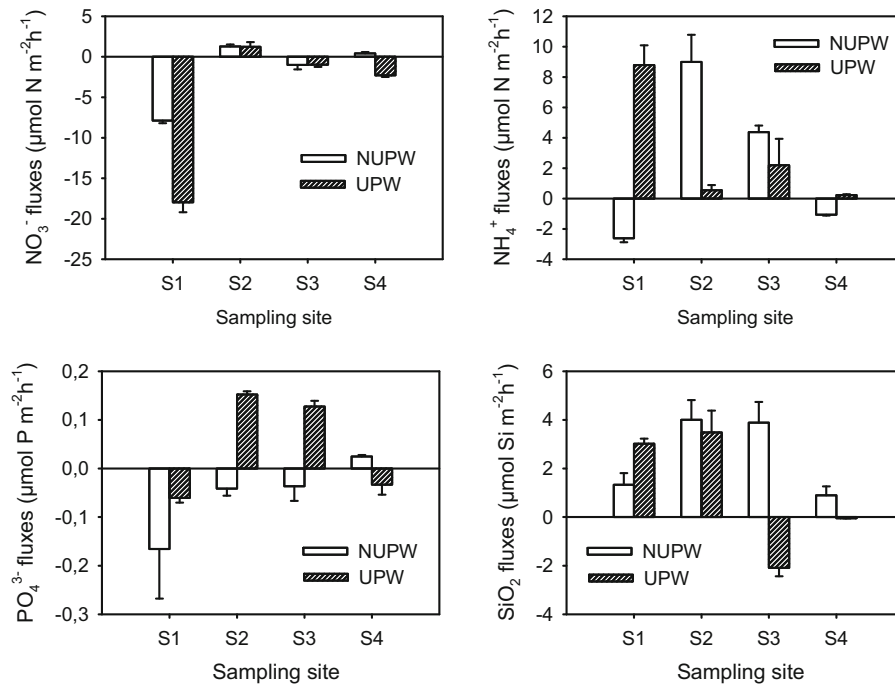 NO₃⁻ fluxes (µmol N m⁻²h⁻¹)
5
0
-5
-10
-15
-20
-25
NUPW
UPW
S1 S2 S3 S4
Sampling site
NH₄⁺ fluxes (µmol N m⁻²h⁻¹)
12
10
8
6
4
2
0
-2
-4
NUPW
UPW
S1 S2 S3 S4
Sampling site
PO₄³⁻ fluxes (µmol P m⁻²h⁻¹)
0,2
0,1
0,0
-0,1
-0,2
-0,3
NUPW
UPW
S1 S2 S3 S4
Sampling site
SiO₂ fluxes (µmol Si m⁻²h⁻¹)
6
4
2
0
-2
-4
NUPW
UPW
S1 S2 S3 S4
Sampling site